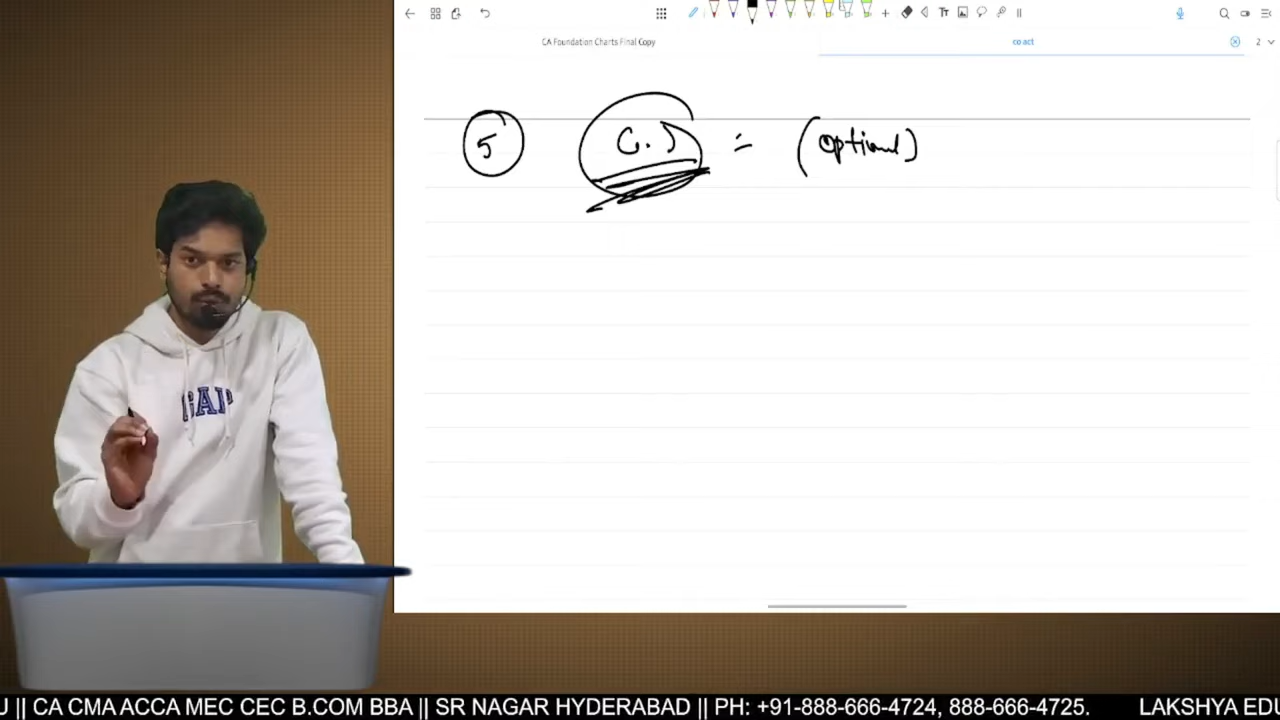 Tт
CA Foundation Charts Final Copy
co act
2
5 C.S = (optional)
GAP
U || CA CMA ACCA MEC CEC B.COM BBA || SR NAGAR HYDERABAD || PH: +91-888-666-4724, 888-666-4725. LAKSHYA EDU